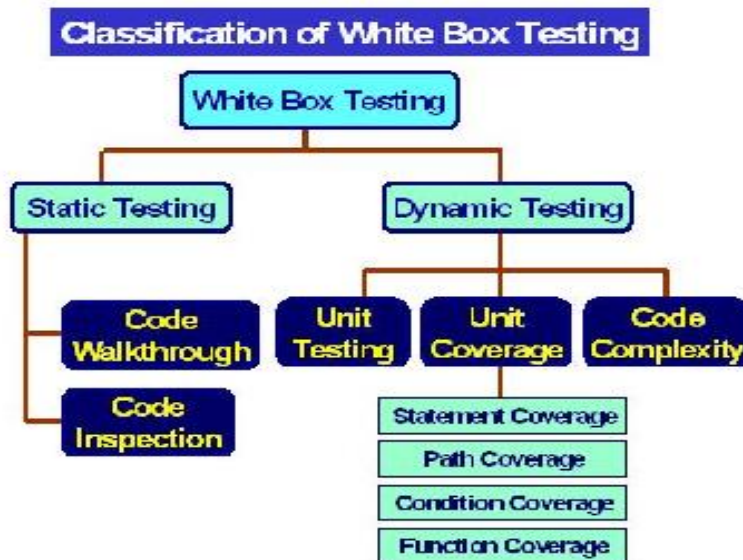 Classification of White Box Testing
White Box Testing
Static Testing
Dynamic Testing
Code
Walkthrough
Code
Inspection
Unit
Testing
Unit
Coverage
Code
Complexity
Statement Coverage
Path Coverage
Condition Coverage
Function Coverage